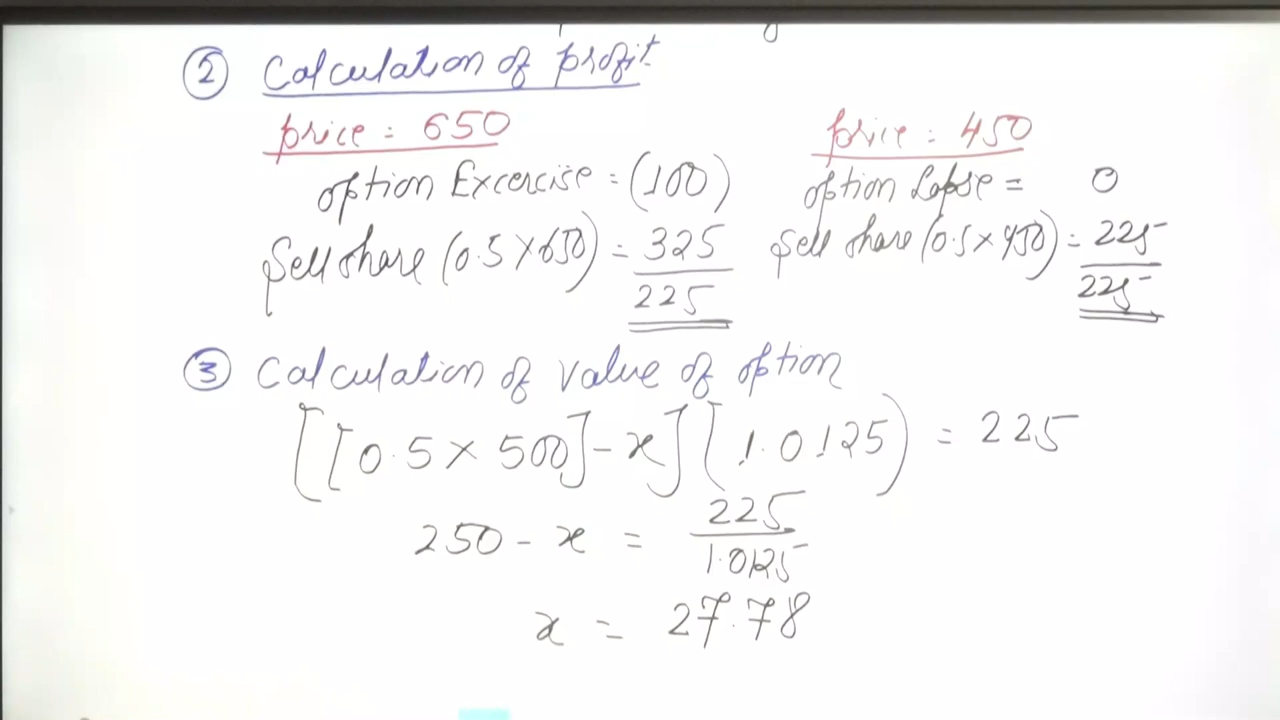 ② Calculation of profit
price = 650
option Excercise = (100)
Sell share (0.5 × 650) = 325
225
price = 450
option Lapse = 0
Sell share (0.5 × 450) = 225
225
③ Calculation of value of option
[[0.5 × 500] - x] (1.0125) = 225
250 - x = 225
1.0125
x = 27.78